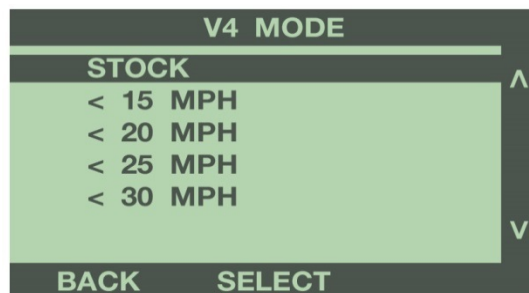 V4 MODE
STOCK
< 15 MPH
< 20 MPH
< 25 MPH
< 30 MPH
BACK SELECT